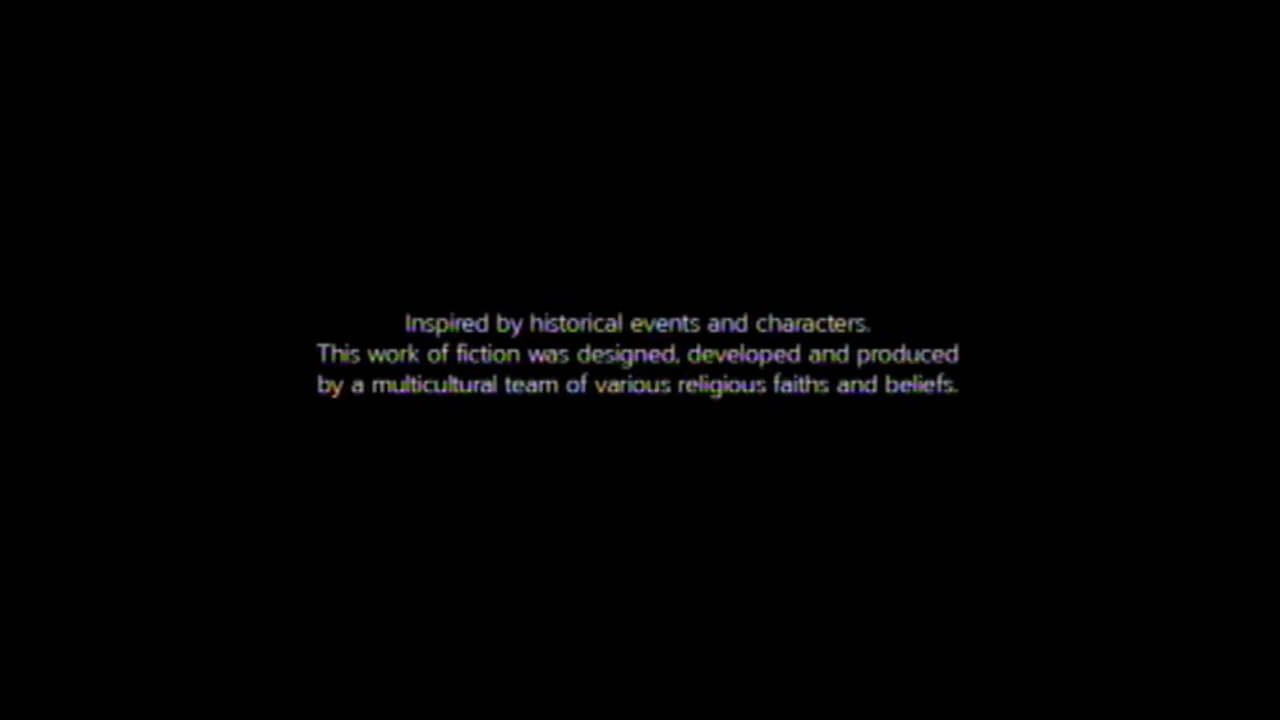 Inspired by historical events and characters.
This work of fiction was designed, developed and produced
by a multicultural team of various religious faiths and beliefs.